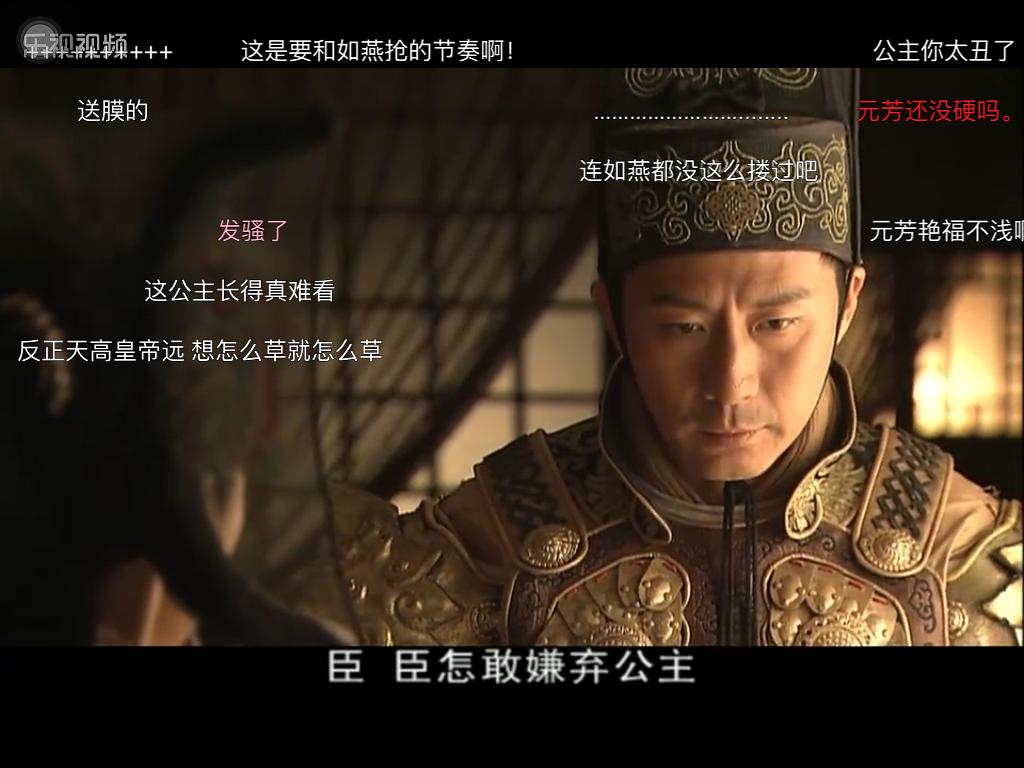 乐视视频
++++++++++
这是要和如燕抢的节奏啊!
公主你太丑了
送膜的
................................
元芳还没硬吗。
连如燕都没这么搂过吧
发骚了
元芳艳福不浅啊
这公主长得真难看
反正天高皇帝远 想怎么草就怎么草
臣 臣怎敢嫌弃公主